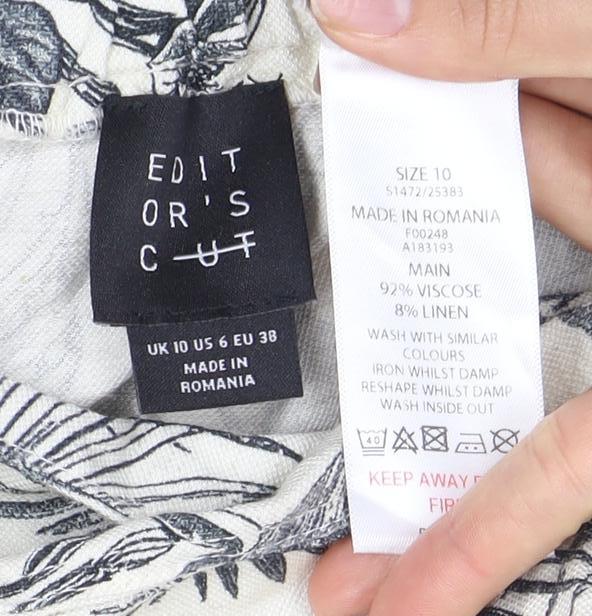 EDIT
OR'S
CUT
UK 10 US 6 EU 38
MADE IN
ROMANIA
SIZE 10
S1472/25383
MADE IN ROMANIA
F00248
A183193
MAIN
92% VISCOSE
8% LINEN
WASH WITH SIMILAR
COLOURS
IRON WHILST DAMP
RESHAPE WHILST DAMP
WASH INSIDE OUT
40
KEEP AWAY